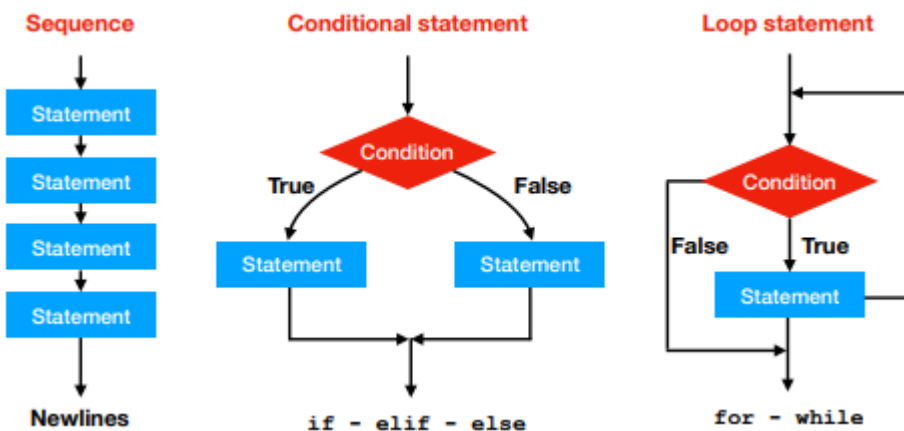 Sequence
Statement
Statement
Statement
Statement
Newlines
Conditional statement
Condition
True
False
Statement
Statement
if - elif - else
Loop statement
Condition
False
True
Statement
for - while